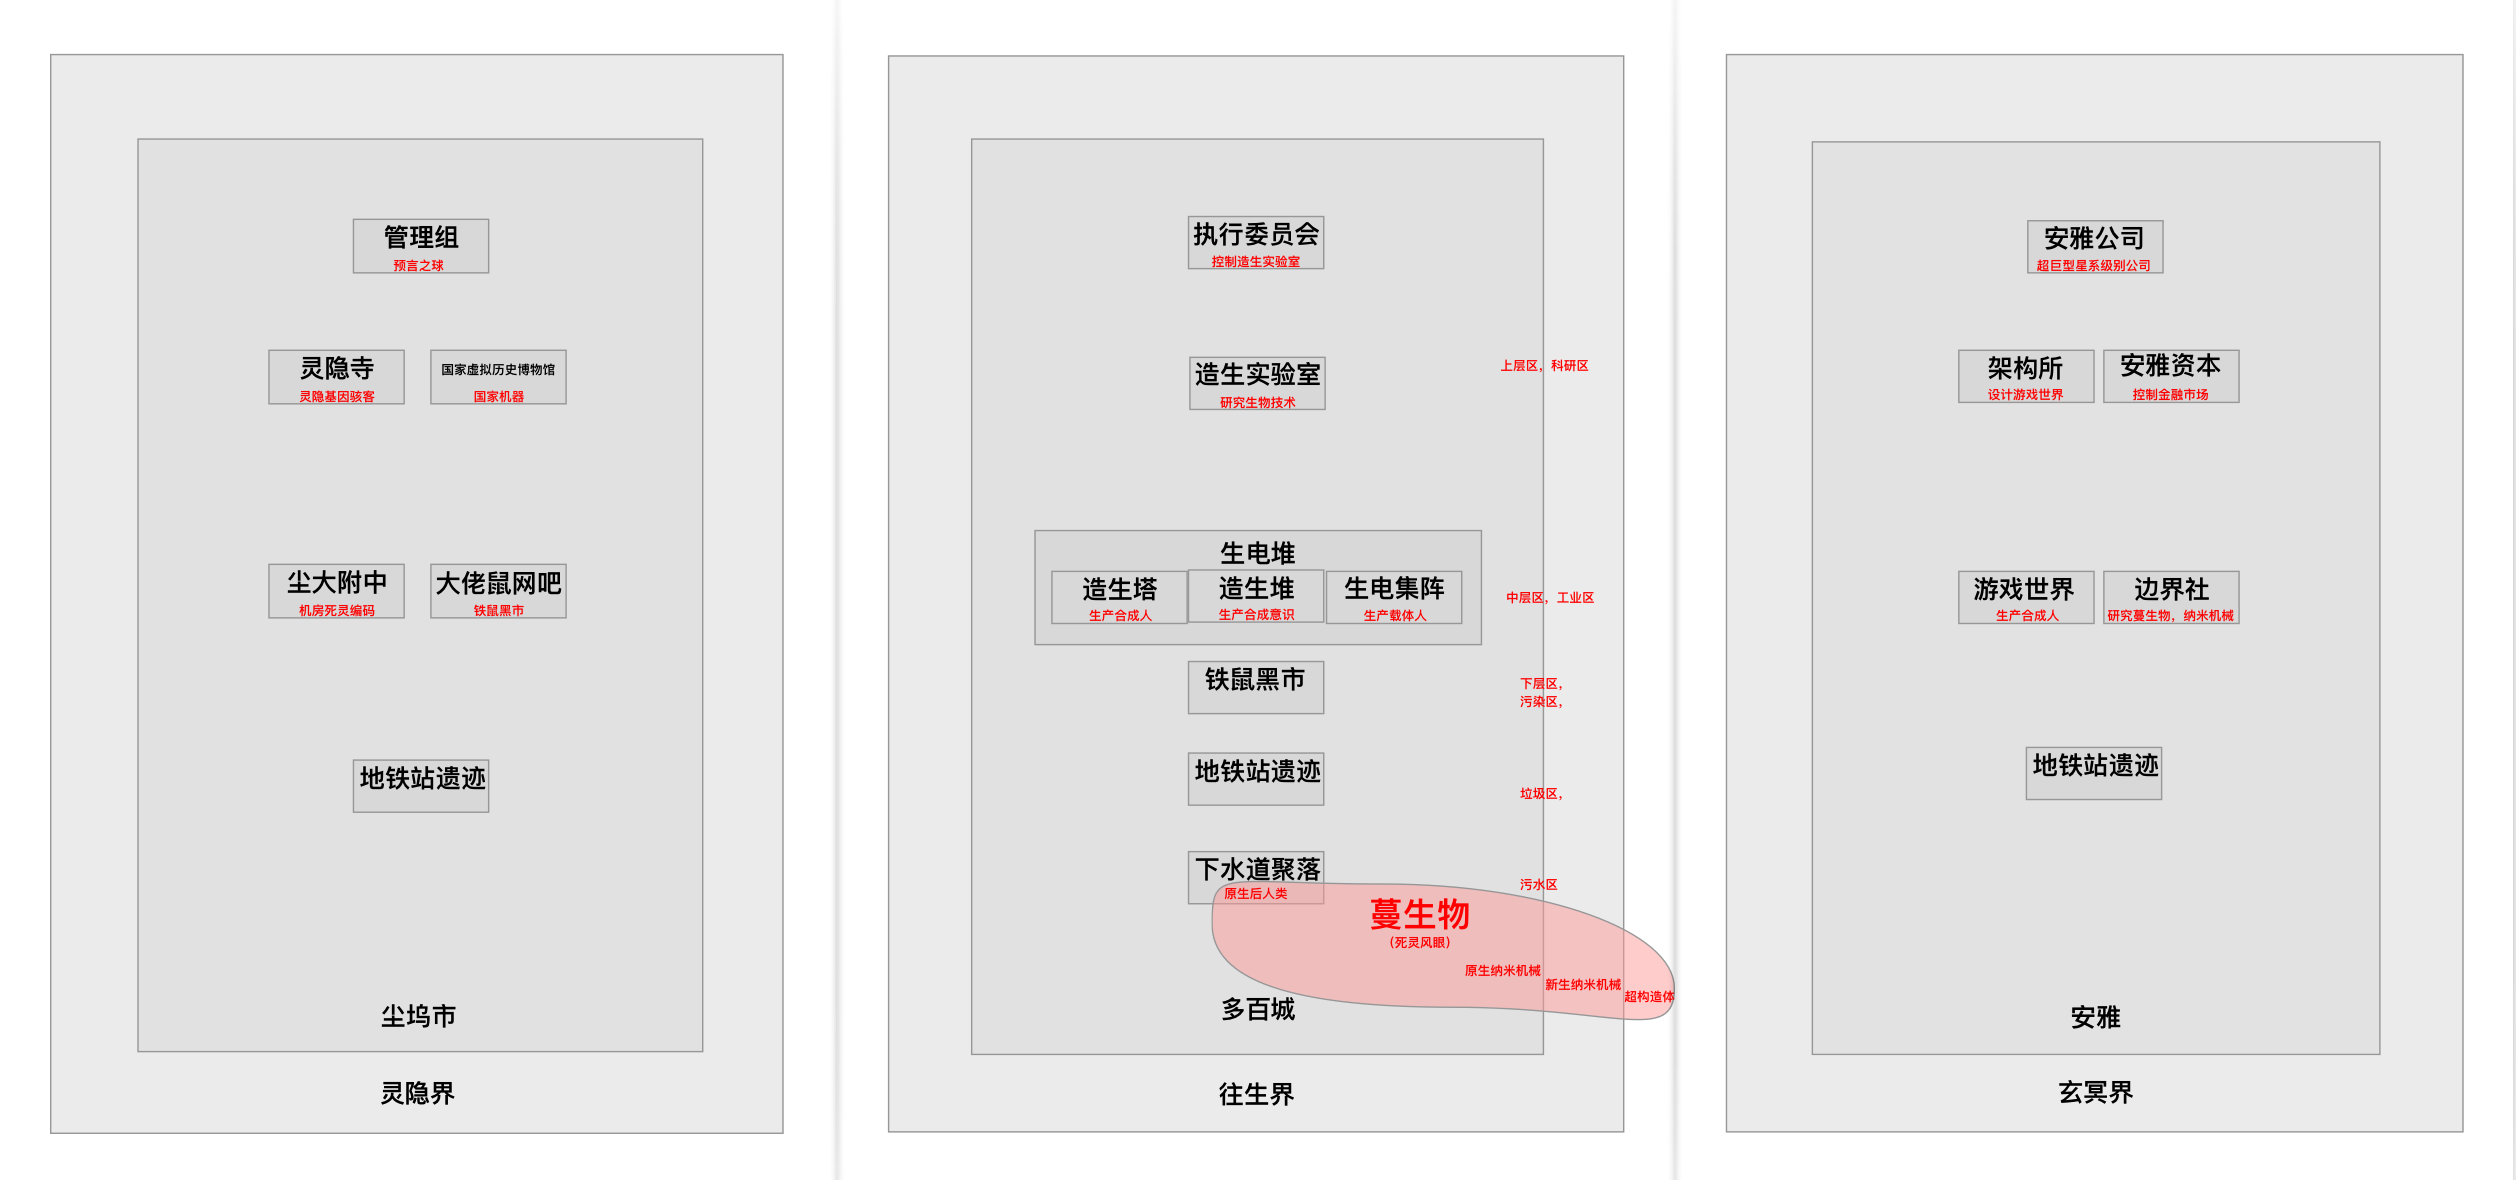 管理组
预言之球
灵隐寺
灵隐基因骇客
国家虚拟历史博物馆
国家机器
尘大附中
机房死灵编码
大佬鼠网吧
铁鼠黑市
地铁站遗迹
尘坞市
灵隐界
执行委员会
控制造生实验室
造生实验室
研究生物技术
上层区，科研区
生电堆
造生塔
生产合成人
造生堆
生产合成意识
生电集阵
生产载体人
中层区，工业区
铁鼠黑市
下层区，
污染区，
地铁站遗迹
垃圾区，
下水道聚落
原生后人类
污水区
蔓生物
（死灵风眼）
原生纳米机械
新生纳米机械
超构造体
多百城
往生界
安雅公司
超巨型星系级别公司
架构所
设计游戏世界
安雅资本
控制金融市场
游戏世界
生产合成人
边界社
研究蔓生物，纳米机械
地铁站遗迹
安雅
玄冥界